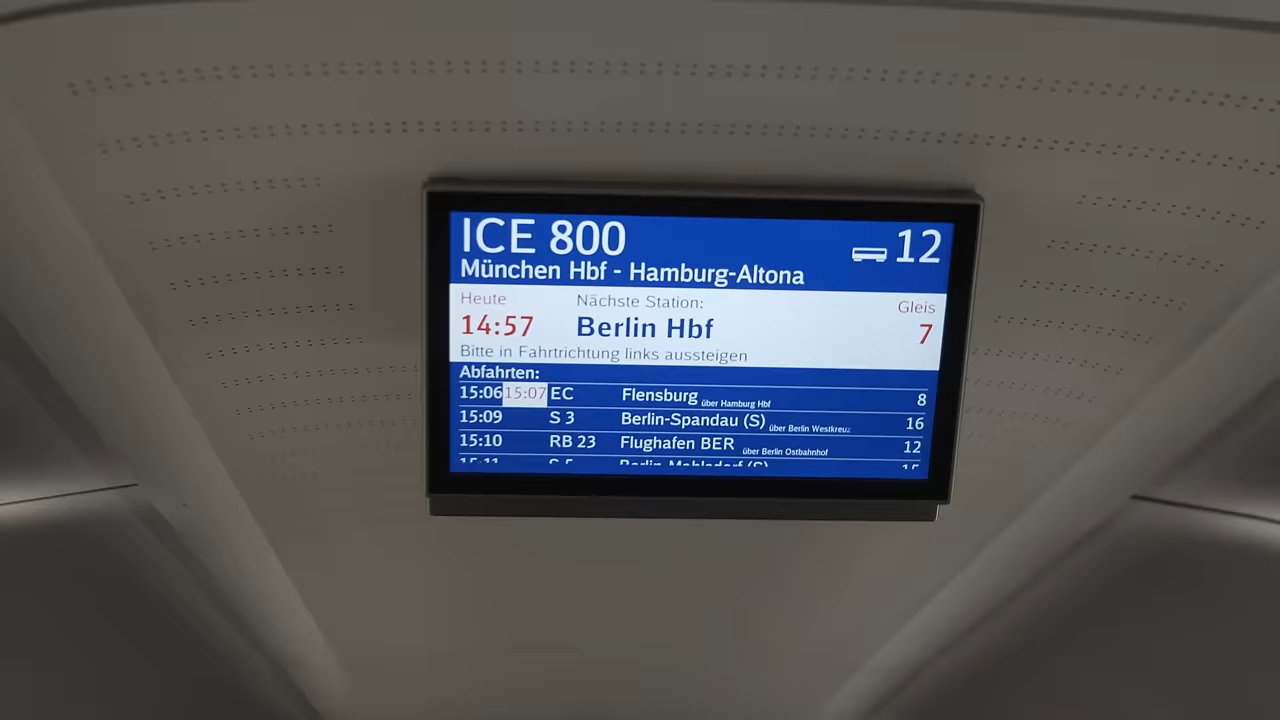 ICE 800 12
München Hbf - Hamburg-Altona
Heute Nächste Station: Gleis
14:57 Berlin Hbf 7
Bitte in Fahrtrichtung links aussteigen
Abfahrten:
15:06 15:07 EC Flensburg über Hamburg Hbf 8
15:09 S 3 Berlin-Spandau (S) über Berlin Westkreuz 16
15:10 RB 23 Flughafen BER über Berlin Ostbahnhof 12